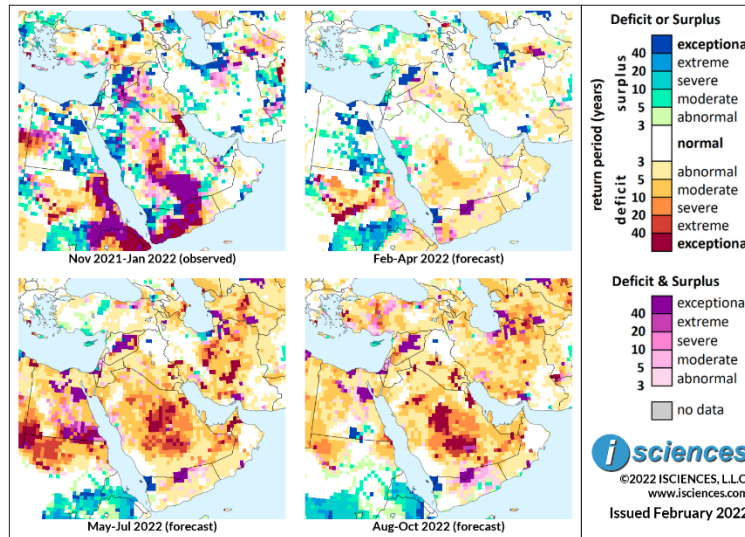 Nov 2021-Jan 2022 (observed)
Feb-Apr 2022 (forecast)
May-Jul 2022 (forecast)
Aug-Oct 2022 (forecast)
Deficit or Surplus
return period (years)
surplus
deficit
40
20
10
5
3
3
5
10
20
40
exceptiona
extreme
severe
moderate
abnormal
normal
abnormal
moderate
severe
extreme
exceptiona
Deficit & Surplus
40
20
10
5
3
exceptional
extreme
severe
moderate
abnormal
no data
i sciences
©2022 ISCIENCES, L.L.C
www.isciences.com
Issued February 2022